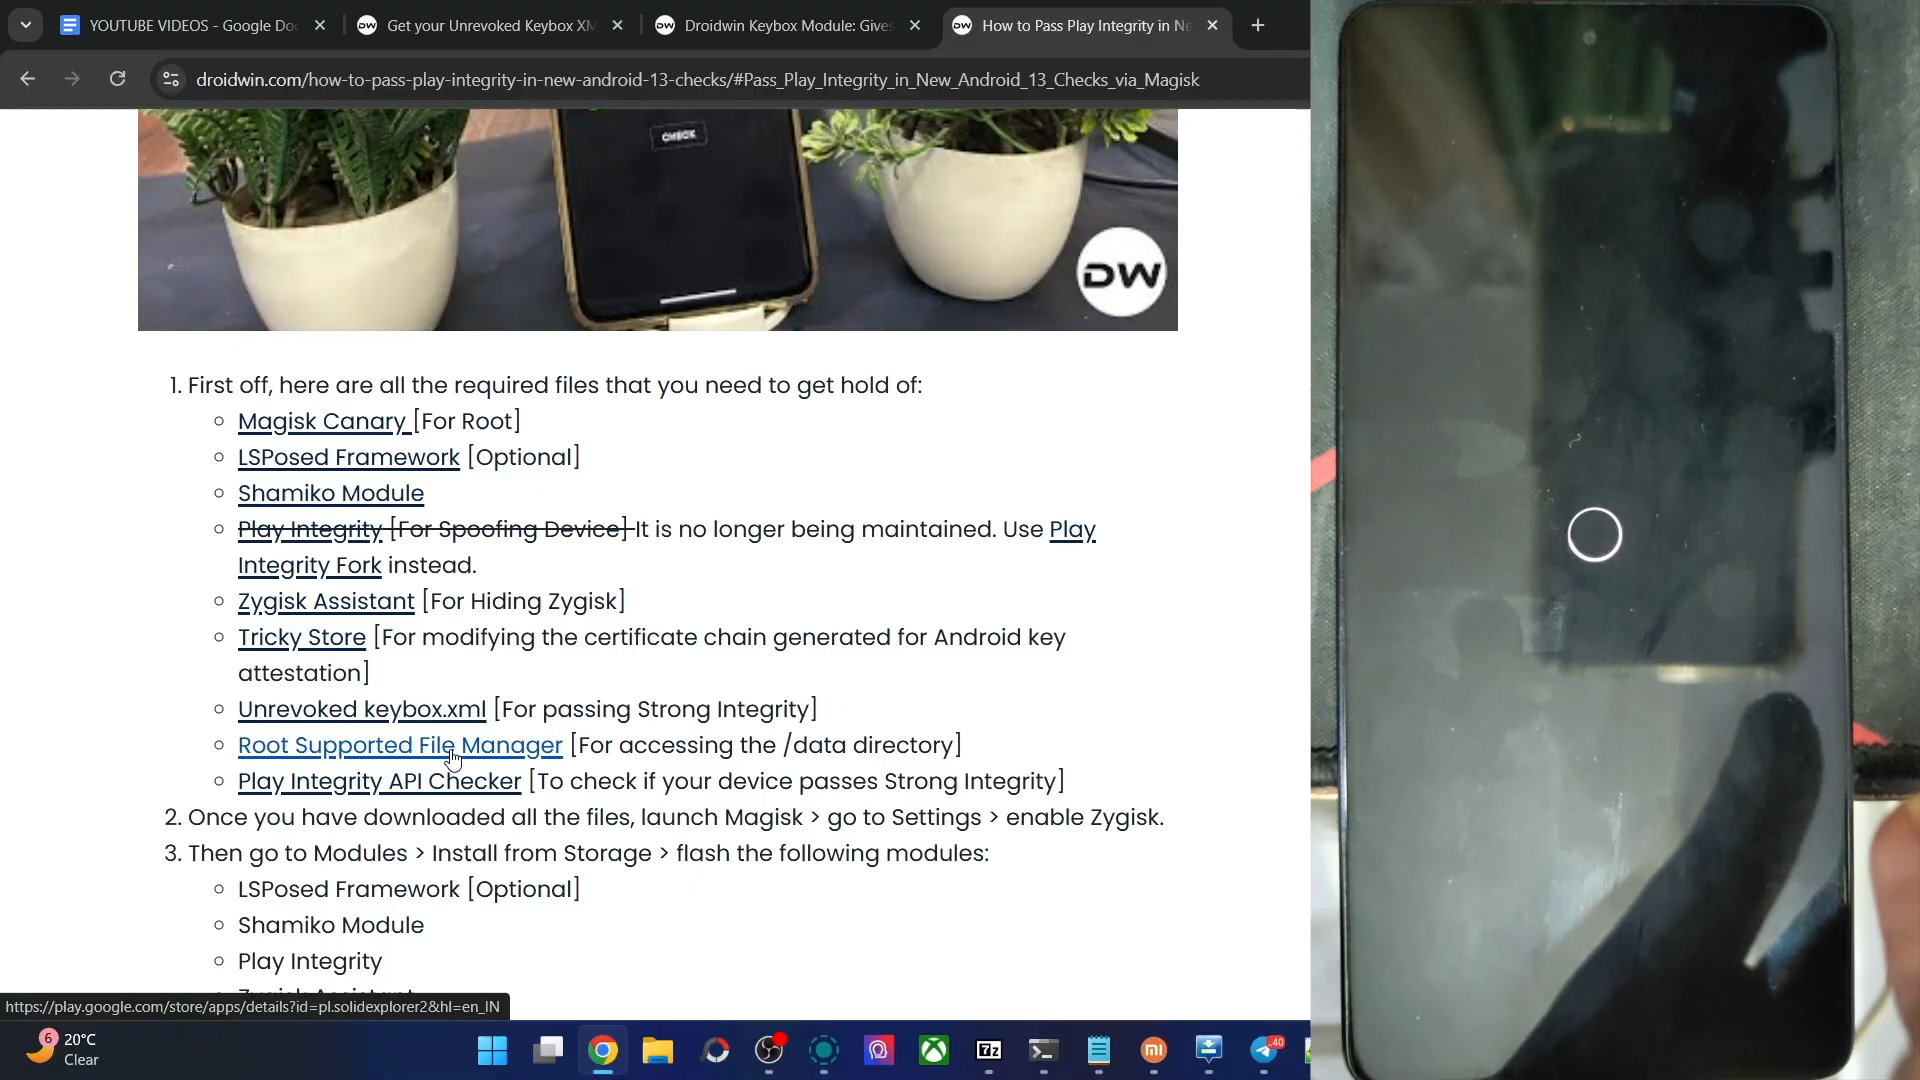 YOUTUBE VIDEOS - Google Doc
Get your Unrevoked Keybox XM
Droidwin Keybox Module: Gives
How to Pass Play Integrity in Ne
droidwin.com/how-to-pass-play-integrity-in-new-android-13-checks/#Pass_Play_Integrity_in_New_Android_13_Checks_via_Magisk
CHECK
DW
1. First off, here are all the required files that you need to get hold of:
Magisk Canary [For Root]
LSPosed Framework [Optional]
Shamiko Module
Play Integrity [For Spoofing Device] It is no longer being maintained. Use Play
Integrity Fork instead.
Zygisk Assistant [For Hiding Zygisk]
Tricky Store [For modifying the certificate chain generated for Android key
attestation]
Unrevoked keybox.xml [For passing Strong Integrity]
Root Supported File Manager [For accessing the /data directory]
Play Integrity API Checker [To check if your device passes Strong Integrity]
2. Once you have downloaded all the files, launch Magisk > go to Settings > enable Zygisk.
3. Then go to Modules > Install from Storage > flash the following modules:
LSPosed Framework [Optional]
Shamiko Module
Play Integrity
Zygisk Assistant
https://play.google.com/store/apps/details?id=pl.solidexplorer2&hl=en_IN
6
20°C
Clear
7z
mi
40